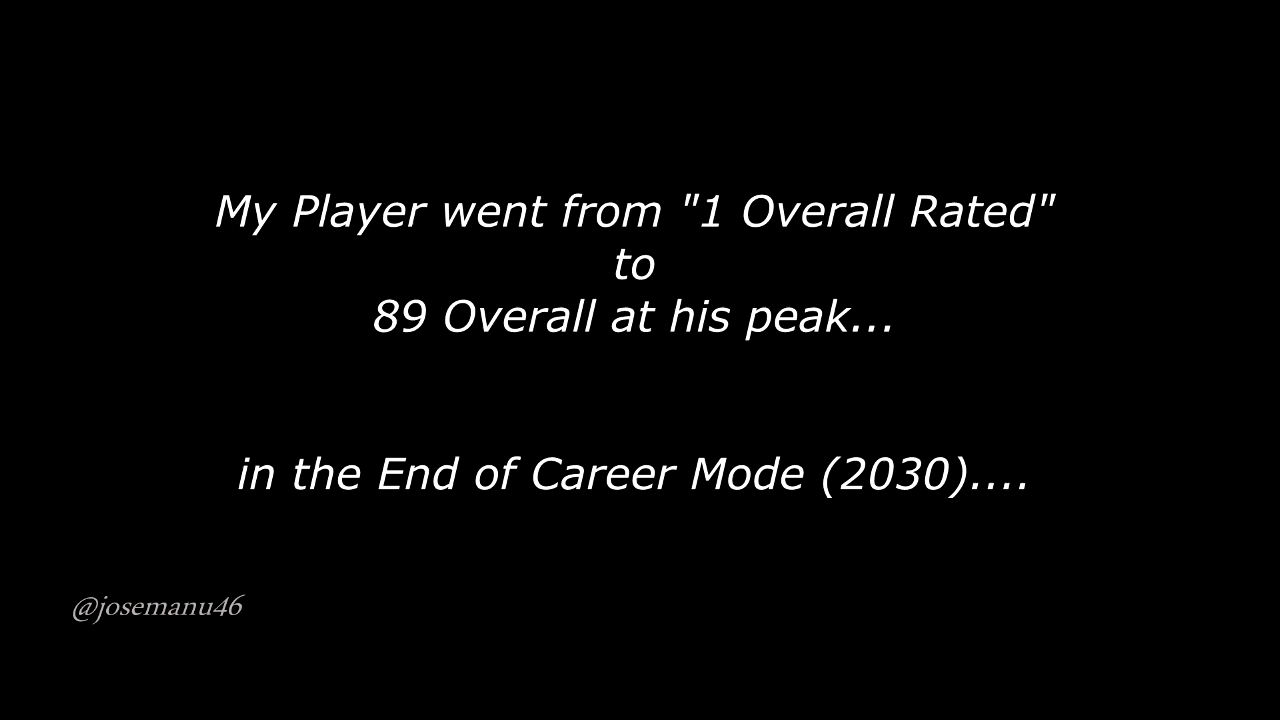 My Player went from "1 Overall Rated"
to
89 Overall at his peak...
in the End of Career Mode (2030)....
@josemanu46